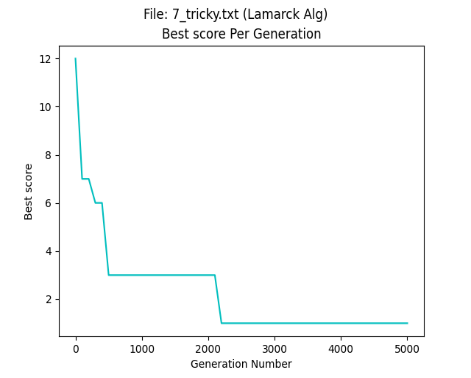 File: 7_tricky.txt (Lamarck Alg)
Best score Per Generation
12
10
8
6
4
2
Best score
0 1000 2000 3000 4000 5000
Generation Number